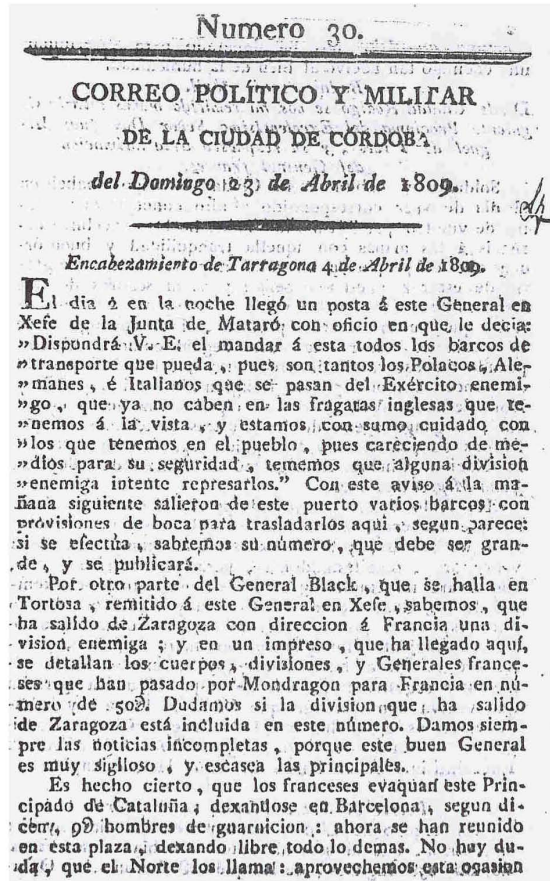 Numero 30.
CORREO POLÍTICO Y MILITAR
DE LA CIUDAD DE CÓRDOBA
del Domingo 23 de Abril de 1809.
Encabezamiento de Tarragona 4 de Abril de 1809.
El dia 2 en la noche llegó un posta á este General en
Xefe de la Junta de Mataró con oficio en que le decia:
"Dispondrá V. E. el mandar á esta todos los barcos de
"transporte que pueda, pues son tantos los Polacos, Ale-
"manes, é Italianos que se pasan del Exército enemi-
"go, que ya no caben en las fragatas inglesas que te-
"nemos á la vista, y estamos con sumo cuidado con
"los que tenemos en el pueblo, pues careciendo de me-
"dios para su seguridad, tememos que alguna division
"enemiga intente represarlos." Con este aviso á la ma-
ñana siguiente salieron de este puerto varios barcos con
provisiones de boca para trasladarlos aqui, segun parece:
si se efectúa, sabremos su número, que debe ser gran-
de, y se publicará.
Por otro parte del General Black, que se halla en
Tortosa, remitido á este General en Xefe, sabemos, que
ha salido de Zaragoza con direccion á Francia una di-
vision enemiga; y en un impreso, que ha llegado aquí,
se detallan los cuerpos, divisiones, y Generales france-
ses que han pasado por Mondragon para Francia en nú-
mero de 50Ə. Dudamos si la division que ha salido
de Zaragoza está incluida en este número. Damos siem-
pre las noticias incompletas, porque este buen General
es muy sigiloso, y escasea las principales.
Es hecho cierto, que los franceses evaquan este Prin-
cipado de Cataluña, dexandose en Barcelona, segun di-
cen, 9Ə hombres de guarnicion: ahora se han reunido
en esta plaza, dexando libre todo lo demas. No hay du-
da, que el Norte los llama: aprovechemos esta ocasion